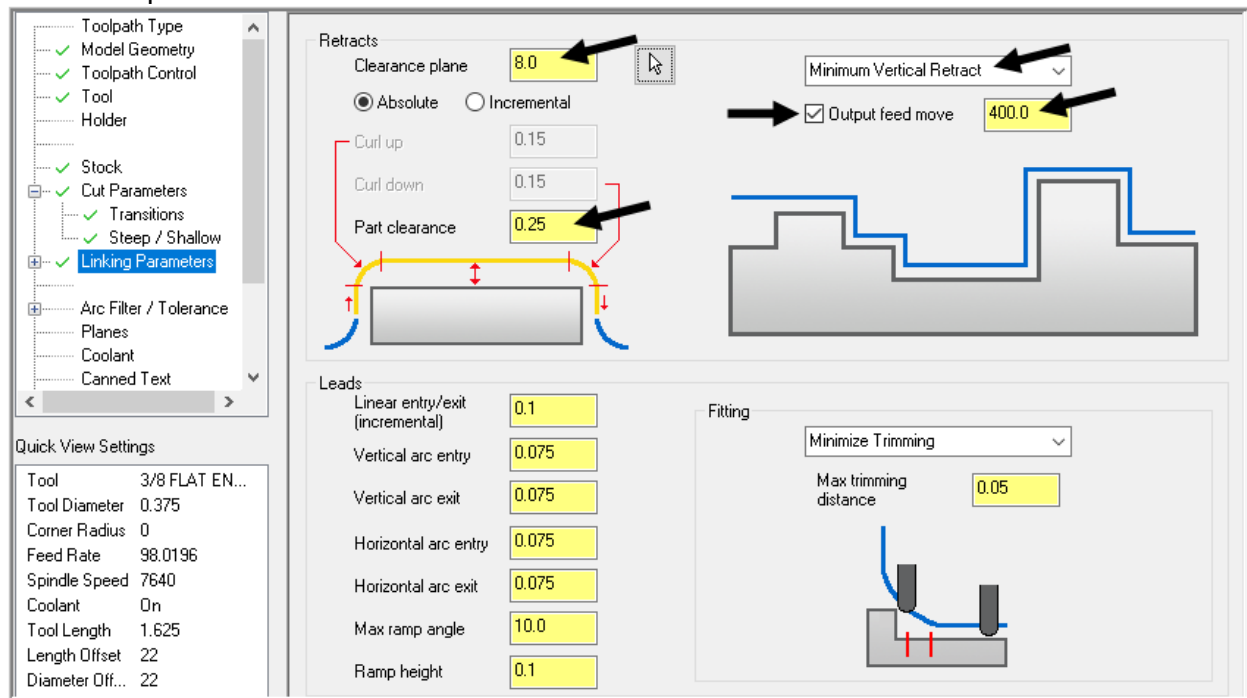 Toolpath Type
Model Geometry
Toolpath Control
Tool
Holder
Stock
Cut Parameters
Transitions
Steep / Shallow
Linking Parameters
Arc Filter / Tolerance
Planes
Coolant
Canned Text
Quick View Settings
Tool 3/8 FLAT EN...
Tool Diameter 0.375
Corner Radius 0
Feed Rate 98.0196
Spindle Speed 7640
Coolant On
Tool Length 1.625
Length Offset 22
Diameter Off... 22
Retracts
Clearance plane 8.0
Absolute Incremental
Curl up 0.15
Curl down 0.15
Part clearance 0.25
Minimum Vertical Retract
Output feed move 400.0
Leads
Linear entry/exit 0.1
(incremental)
Vertical arc entry 0.075
Vertical arc exit 0.075
Horizontal arc entry 0.075
Horizontal arc exit 0.075
Max ramp angle 10.0
Ramp height 0.1
Fitting
Minimize Trimming
Max trimming 0.05
distance